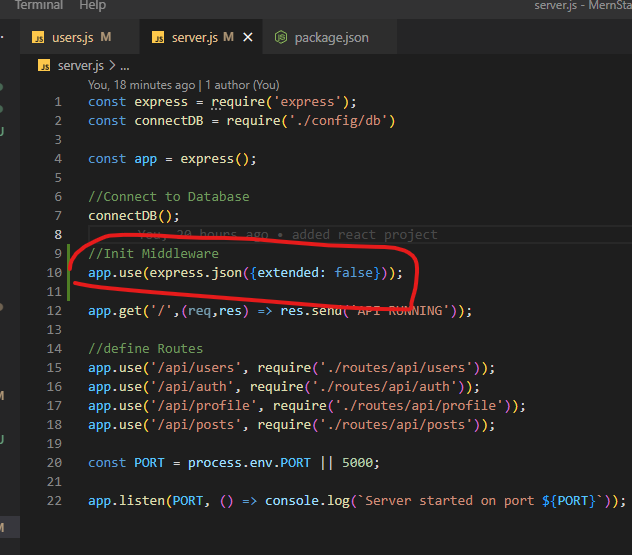 Terminal Help server.js - MernSta
users.js M server.js M package.json
server.js > ...
You, 18 minutes ago | 1 author (You)
1 const express = require('express');
2 const connectDB = require('./config/db')
3
4 const app = express();
5
6 //Connect to Database
7 connectDB();
8 You, 20 hours ago • added react project
9 //Init Middleware
10 app.use(express.json({extended: false}));
11
12 app.get('/',(req,res) => res.send('API RUNNING'));
13
14 //define Routes
15 app.use('/api/users', require('./routes/api/users'));
16 app.use('/api/auth', require('./routes/api/auth'));
17 app.use('/api/profile', require('./routes/api/profile'));
18 app.use('/api/posts', require('./routes/api/posts'));
19
20 const PORT = process.env.PORT || 5000;
21
22 app.listen(PORT, () => console.log(`Server started on port ${PORT}`));